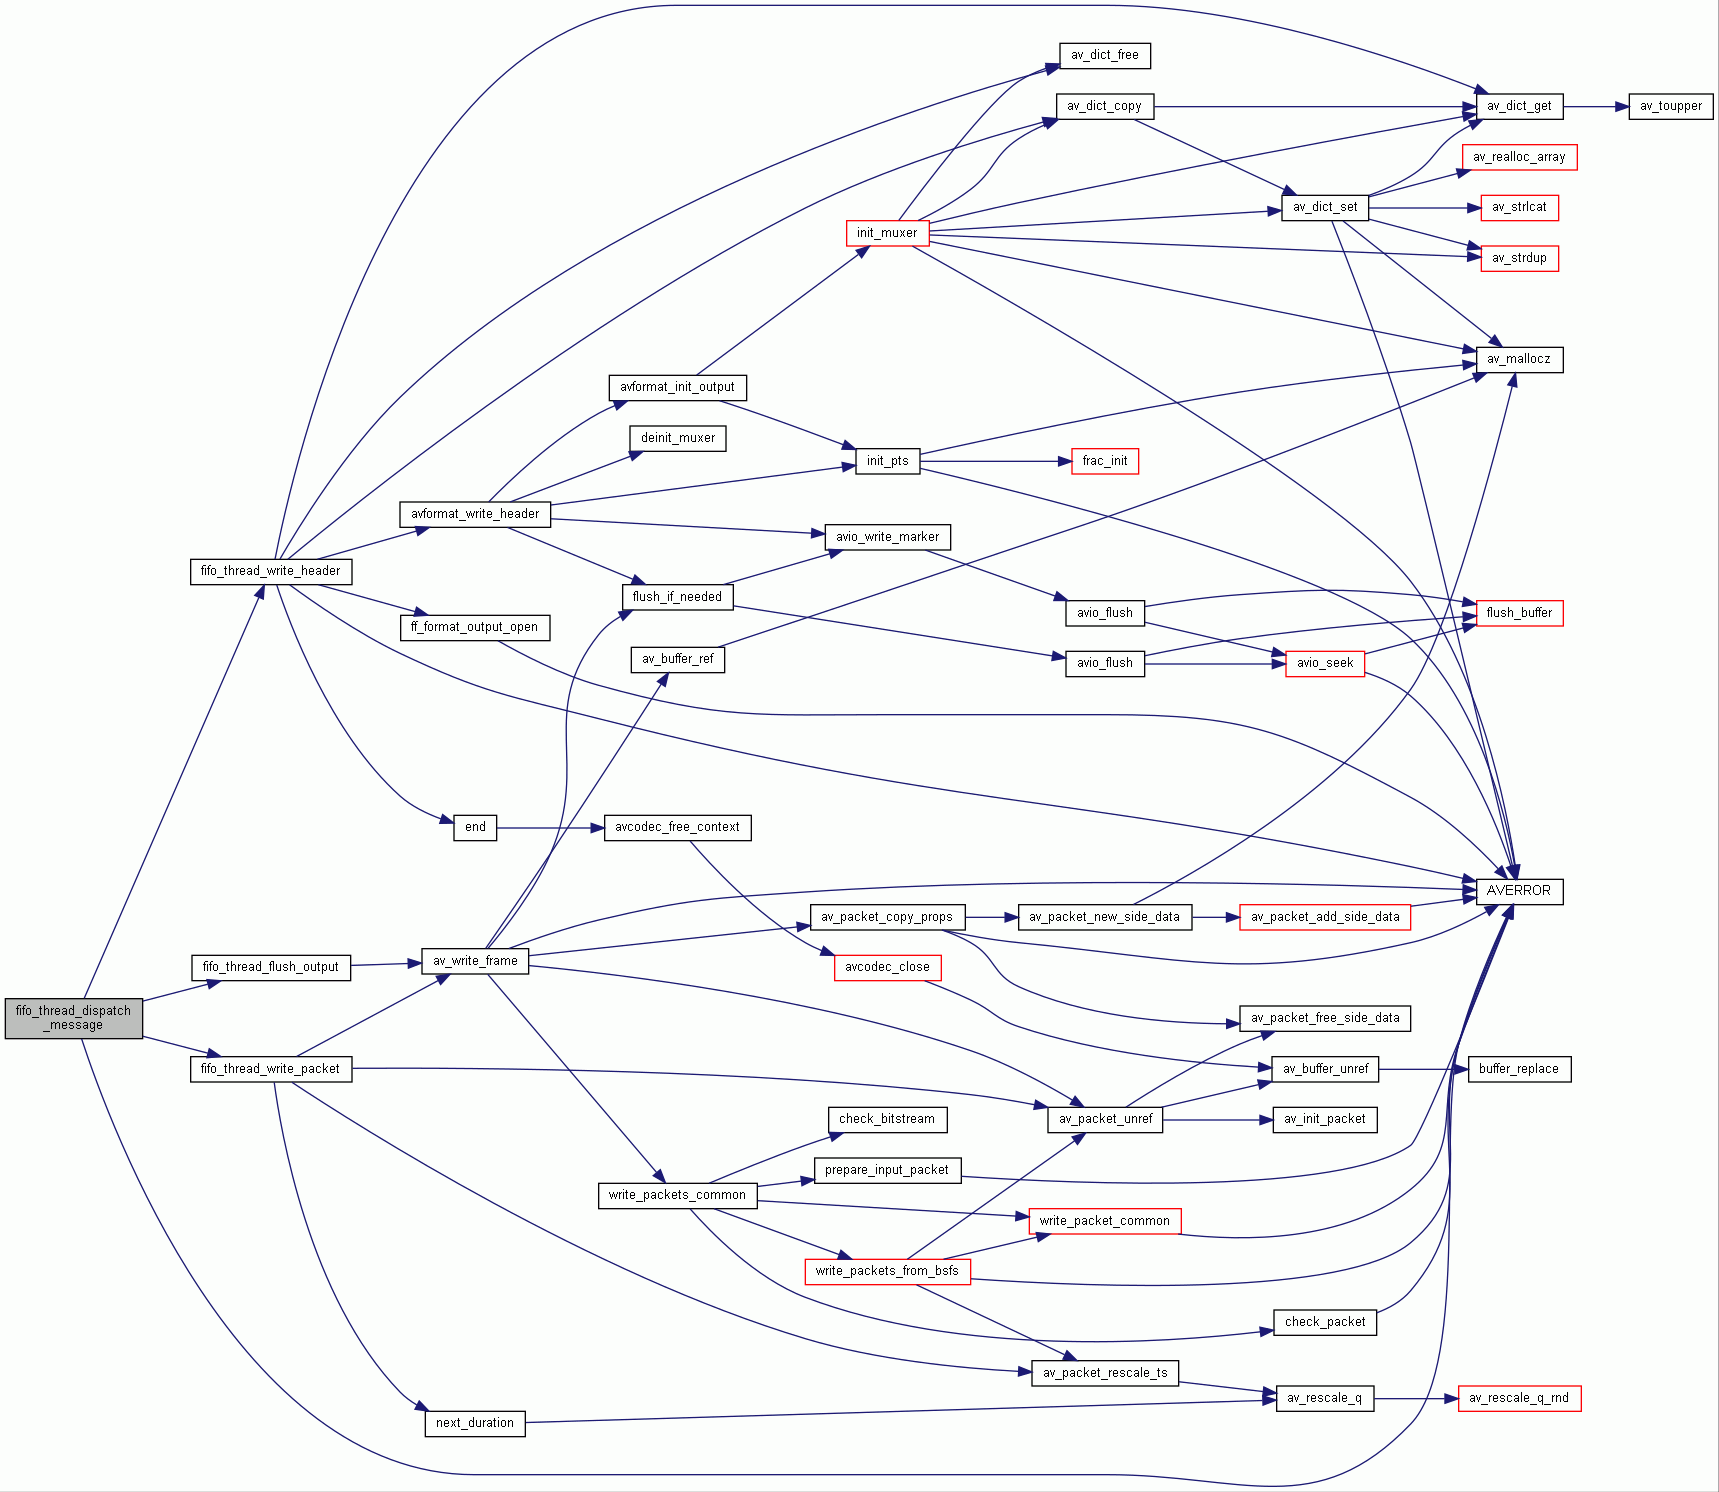 av_dict_free
av_dict_copy
av_dict_get
av_toupper
av_realloc_array
av_dict_set
av_strlcat
init_muxer
av_strdup
av_mallocz
avformat_init_output
deinit_muxer
init_pts
frac_init
avformat_write_header
avio_write_marker
fifo_thread_write_header
flush_if_needed
avio_flush
flush_buffer
ff_format_output_open
av_buffer_ref
avio_flush
avio_seek
end
avcodec_free_context
AVERROR
av_packet_copy_props
av_packet_new_side_data
av_packet_add_side_data
av_write_frame
fifo_thread_flush_output
avcodec_close
fifo_thread_dispatch
_message
av_packet_free_side_data
fifo_thread_write_packet
av_buffer_unref
buffer_replace
check_bitstream
av_packet_unref
av_init_packet
prepare_input_packet
write_packets_common
write_packet_common
write_packets_from_bsfs
check_packet
av_packet_rescale_ts
av_rescale_q
av_rescale_q_rnd
next_duration